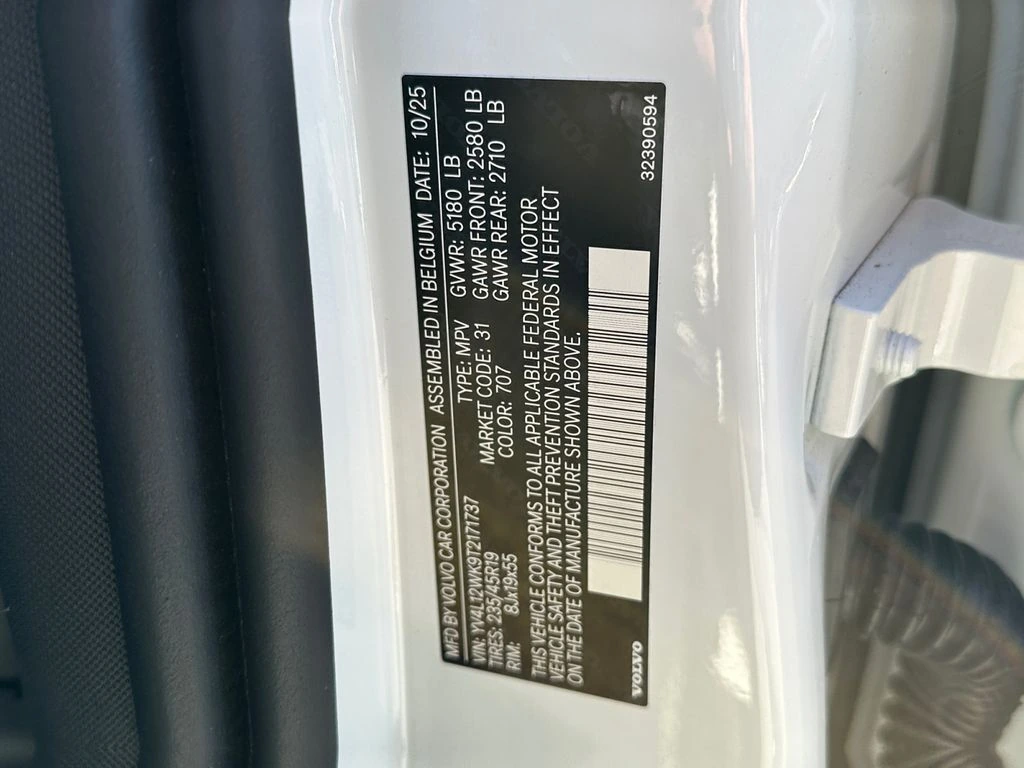 MFD BY VOLVO CAR CORPORATION ASSEMBLED IN BELGIUM DATE: 10/25
VIN: YV4L12WK9T2171737 TYPE: MPV GVWR: 5180 LB
TIRES: 235/45R19 MARKET CODE: 31 GAWR FRONT: 2580 LB
RIM: 8Jx19x55 COLOR: 707 GAWR REAR: 2710 LB
THIS VEHICLE CONFORMS TO ALL APPLICABLE FEDERAL MOTOR
VEHICLE SAFETY AND THEFT PREVENTION STANDARDS IN EFFECT
ON THE DATE OF MANUFACTURE SHOWN ABOVE.
VOLVO 32390594